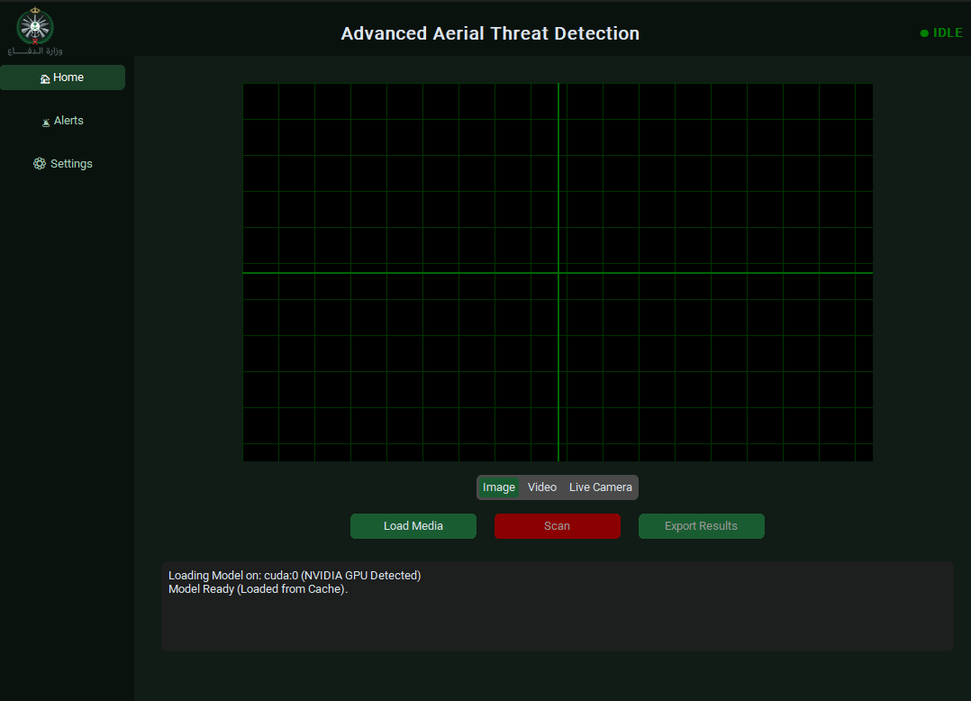 Advanced Aerial Threat Detection
IDLE
وزارة الـدفــــاع
Home
Alerts
Settings
Image Video Live Camera
Load Media Scan Export Results
Loading Model on: cuda:0 (NVIDIA GPU Detected)
Model Ready (Loaded from Cache).